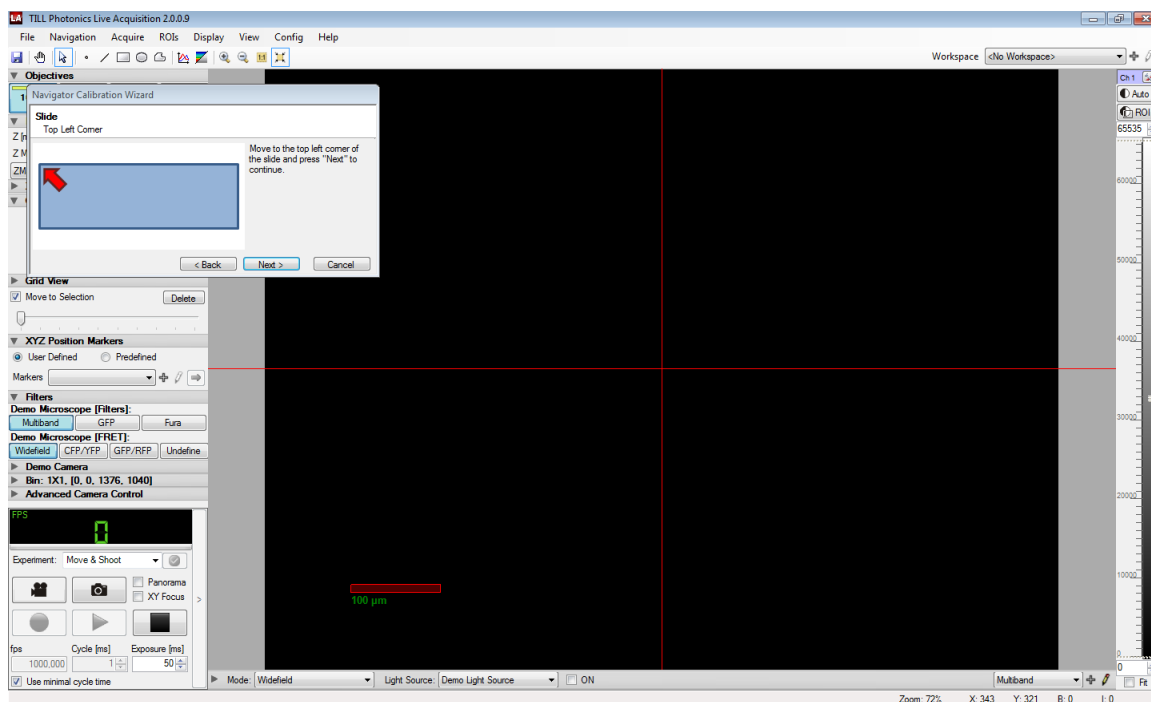 LA TILL Photonics Live Acquisition 2.0.0.9
File Navigation Acquire ROIs Display View Config Help
1:1
Workspace <No Workspace>
Objectives
Navigator Calibration Wizard
Slide
Top Left Corner
Move to the top left corner of
the slide and press "Next" to
continue.
< Back Next > Cancel
Grid View
Move to Selection Delete
XYZ Position Markers
User Defined Predefined
Markers
Filters
Demo Microscope [Filters]:
Multiband GFP Fura
Demo Microscope [FRET]:
Widefield CFP/YFP GFP/RFP Undefine
Demo Camera
Bin: 1X1, [0, 0, 1376, 1040]
Advanced Camera Control
FPS
0
Experiment: Move & Shoot
Panorama
XY Focus
>
fps Cycle [ms] Exposure [ms]
1000.000 1 50
Use minimal cycle time
100 µm
Mode: Widefield Light Source: Demo Light Source ON Multiband
Ch 1
Auto
ROI
65535
60000
50000
40000
30000
20000
10000
0
0
Fit
Zoom: 72% X: 343 Y: 321 B: 0 I: 0